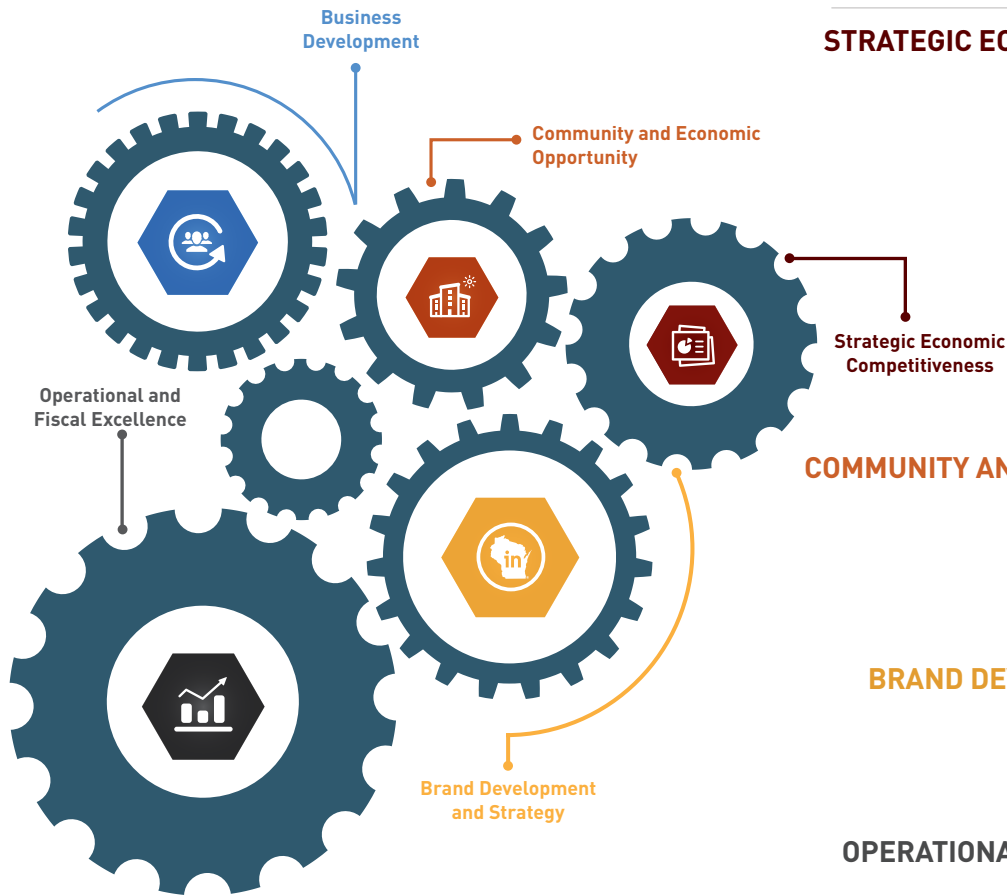 Business
Development
STRATEGIC EC
Community and Economic
Opportunity
Strategic Economic
Competitiveness
Operational and
Fiscal Excellence
COMMUNITY AN
in
BRAND DE
Brand Development
and Strategy
OPERATIONA